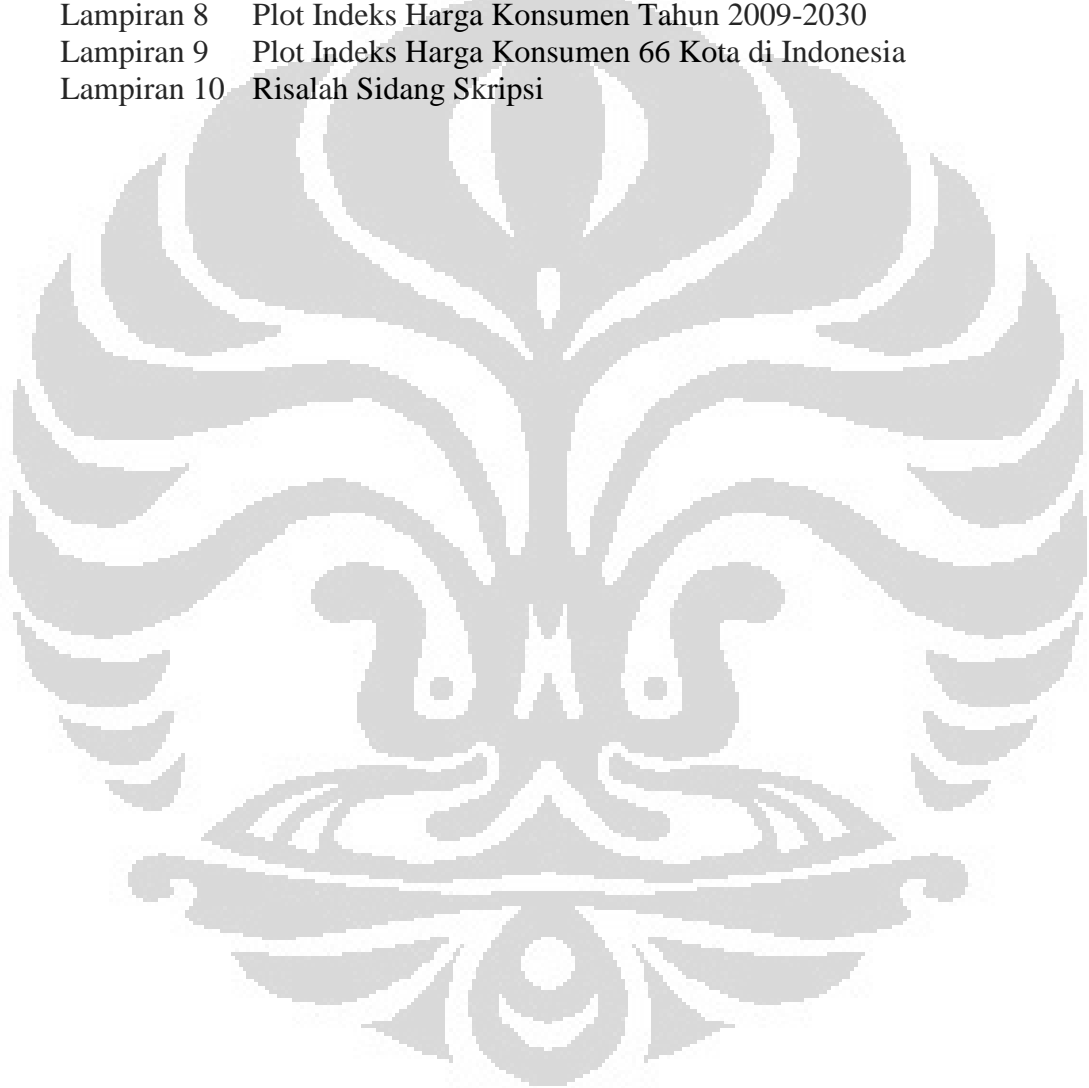 Lampiran 8 Plot Indeks Harga Konsumen Tahun 2009-2030
Lampiran 9 Plot Indeks Harga Konsumen 66 Kota di Indonesia
Lampiran 10 Risalah Sidang Skripsi